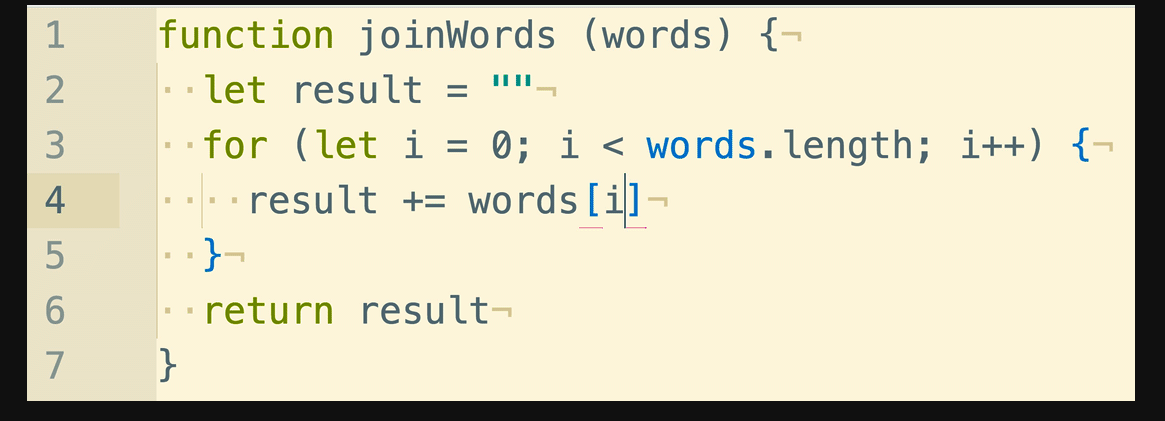 1 function joinWords (words) {¬
2 ··let result = ""¬
3 ··for (let i = 0; i < words.length; i++) {¬
4 ····result += words[i]¬
5 ··}¬
6 ··return result¬
7 }